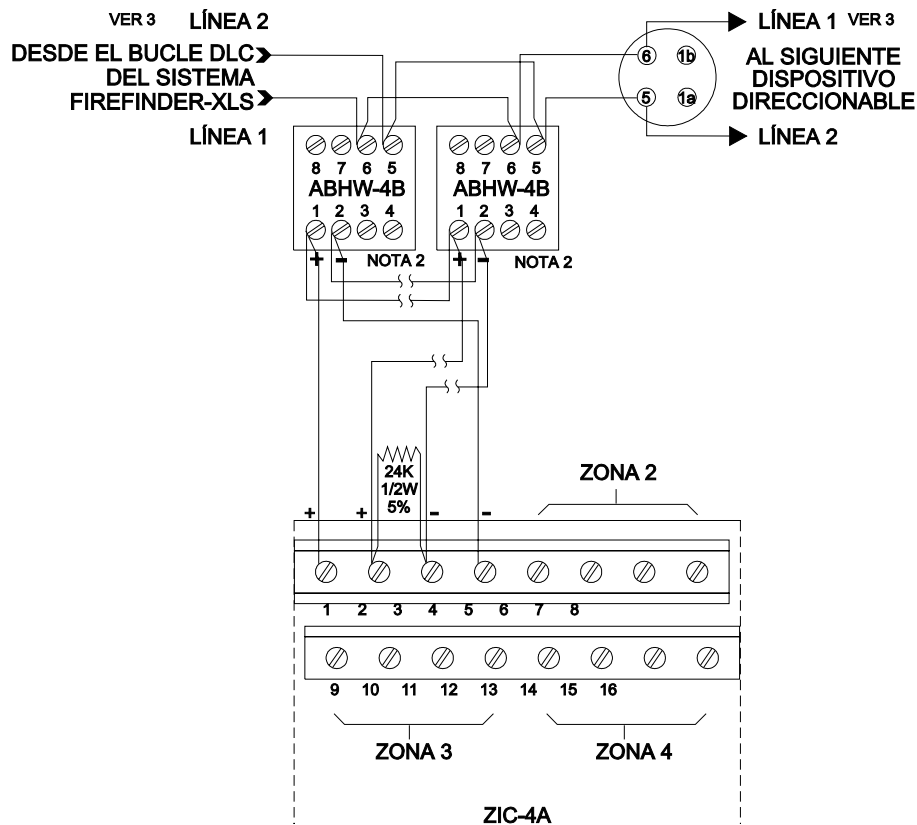 VER 3 LÍNEA 2
DESDE EL BUCLE DLC
DEL SISTEMA
FIREFINDER-XLS
LÍNEA 1
LÍNEA 1 VER 3
AL SIGUIENTE
DISPOSITIVO
DIRECCIONABLE
LÍNEA 2
6 1b
5 1a
8 7 6 5
ABHW-4B
1 2 3 4
+ -
NOTA 2
8 7 6 5
ABHW-4B
1 2 3 4
+ -
NOTA 2
24K
1/2W
5%
+ + - -
ZONA 2
1 2 3 4 5 6 7 8
9 10 11 12 13 14 15 16
ZONA 3 ZONA 4
ZIC-4A